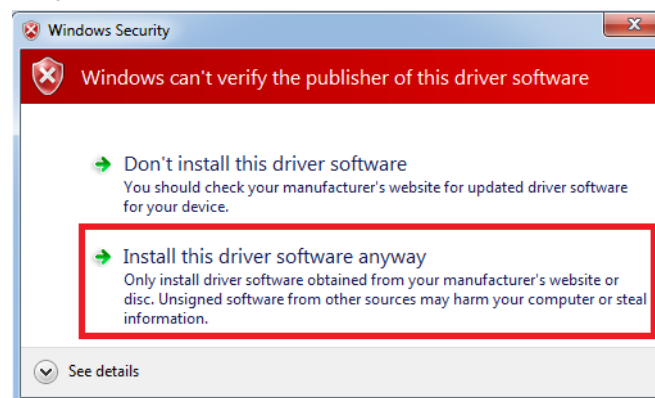 Windows Security
Windows can't verify the publisher of this driver software
Don't install this driver software
You should check your manufacturer's website for updated driver software
for your device.
Install this driver software anyway
Only install driver software obtained from your manufacturer's website or
disc. Unsigned software from other sources may harm your computer or steal
information.
See details